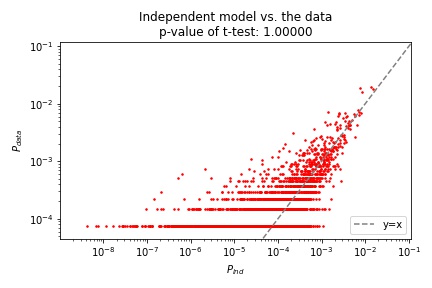 Independent model vs. the data
p-value of t-test: 1.00000
10⁻¹
10⁻²
10⁻³
10⁻⁴
P_data
y=x
10⁻⁸ 10⁻⁷ 10⁻⁶ 10⁻⁵ 10⁻⁴ 10⁻³ 10⁻² 10⁻¹
P_ind